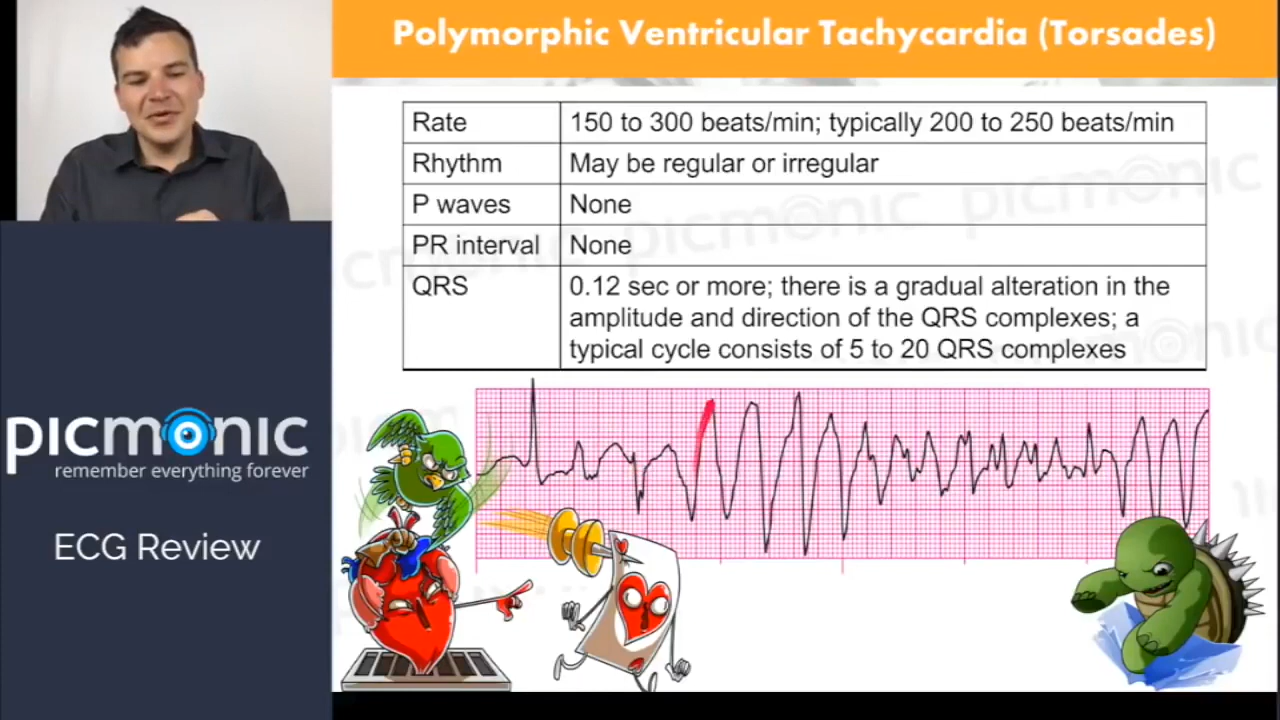 Polymorphic Ventricular Tachycardia (Torsades)
Rate 150 to 300 beats/min; typically 200 to 250 beats/min
Rhythm May be regular or irregular
P waves None
PR interval None
QRS 0.12 sec or more; there is a gradual alteration in the
amplitude and direction of the QRS complexes; a
typical cycle consists of 5 to 20 QRS complexes
picmonic
remember everything forever
ECG Review
picmonic
picmonic